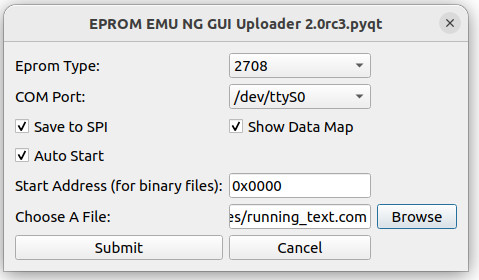 EPROM EMU NG GUI Uploader 2.0rc3.pyqt
Eprom Type: 2708
COM Port: /dev/ttyS0
Save to SPI Show Data Map
Auto Start
Start Address (for binary files): 0x0000
Choose A File: es/running_text.com Browse
Submit Cancel